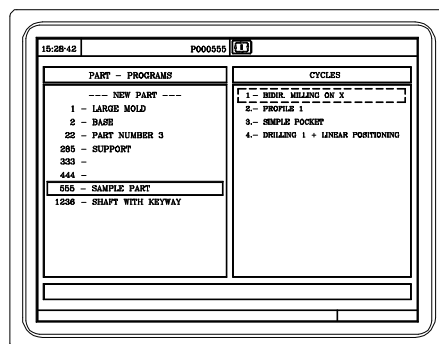 15:28:42 P000555
PART - PROGRAMS
--- NEW PART ---
1 - LARGE MOLD
2 - BASE
22 - PART NUMBER 3
285 - SUPPORT
333 -
444 -
555 - SAMPLE PART
1236 - SHAFT WITH KEYWAY
CYCLES
1.- BIDIR. MILLING ON X
2.- PROFILE 1
3.- SIMPLE POCKET
4.- DRILLING 1 + LINEAR POSITIONING